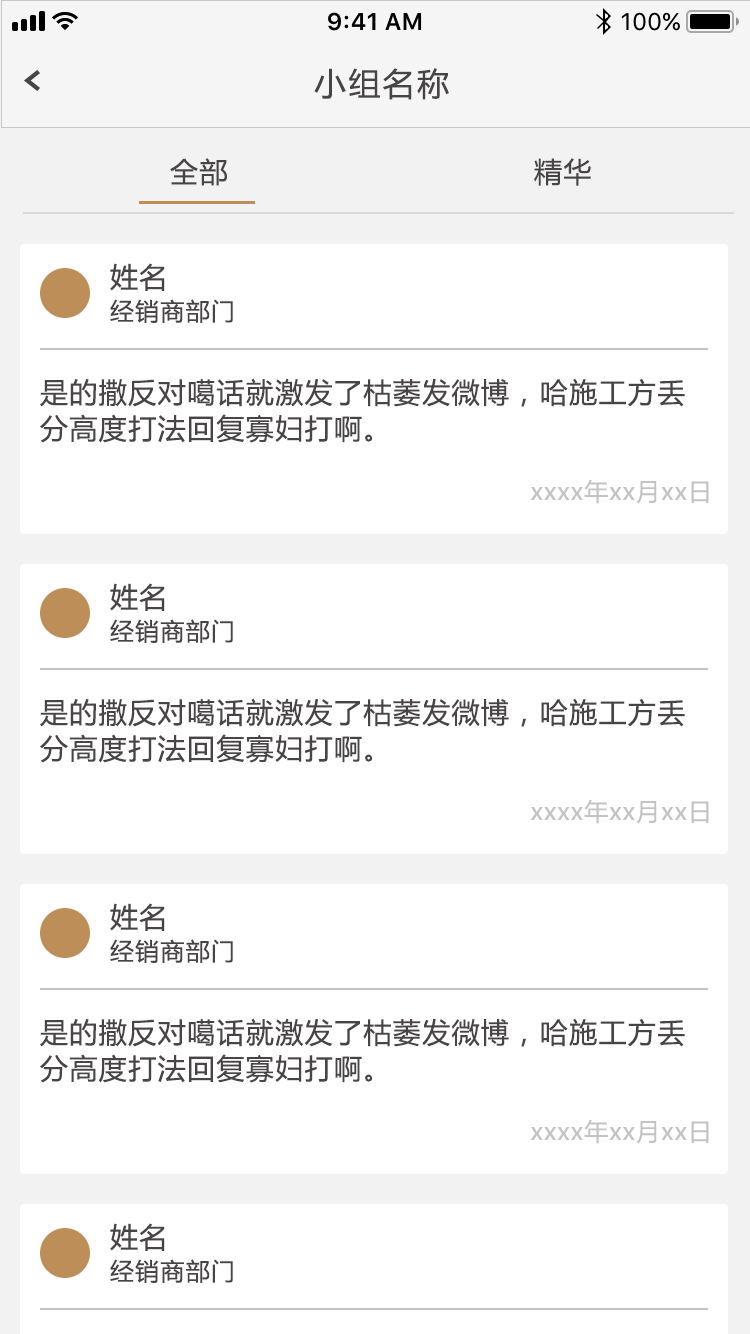 9:41 AM 100%
小组名称
全部 精华
姓名
经销商部门
是的撒反对噶话就激发了枯萎发微博，哈施工方丢
分高度打法回复寡妇打啊。
xxxx年xx月xx日
姓名
经销商部门
是的撒反对噶话就激发了枯萎发微博，哈施工方丢
分高度打法回复寡妇打啊。
xxxx年xx月xx日
姓名
经销商部门
是的撒反对噶话就激发了枯萎发微博，哈施工方丢
分高度打法回复寡妇打啊。
xxxx年xx月xx日
姓名
经销商部门